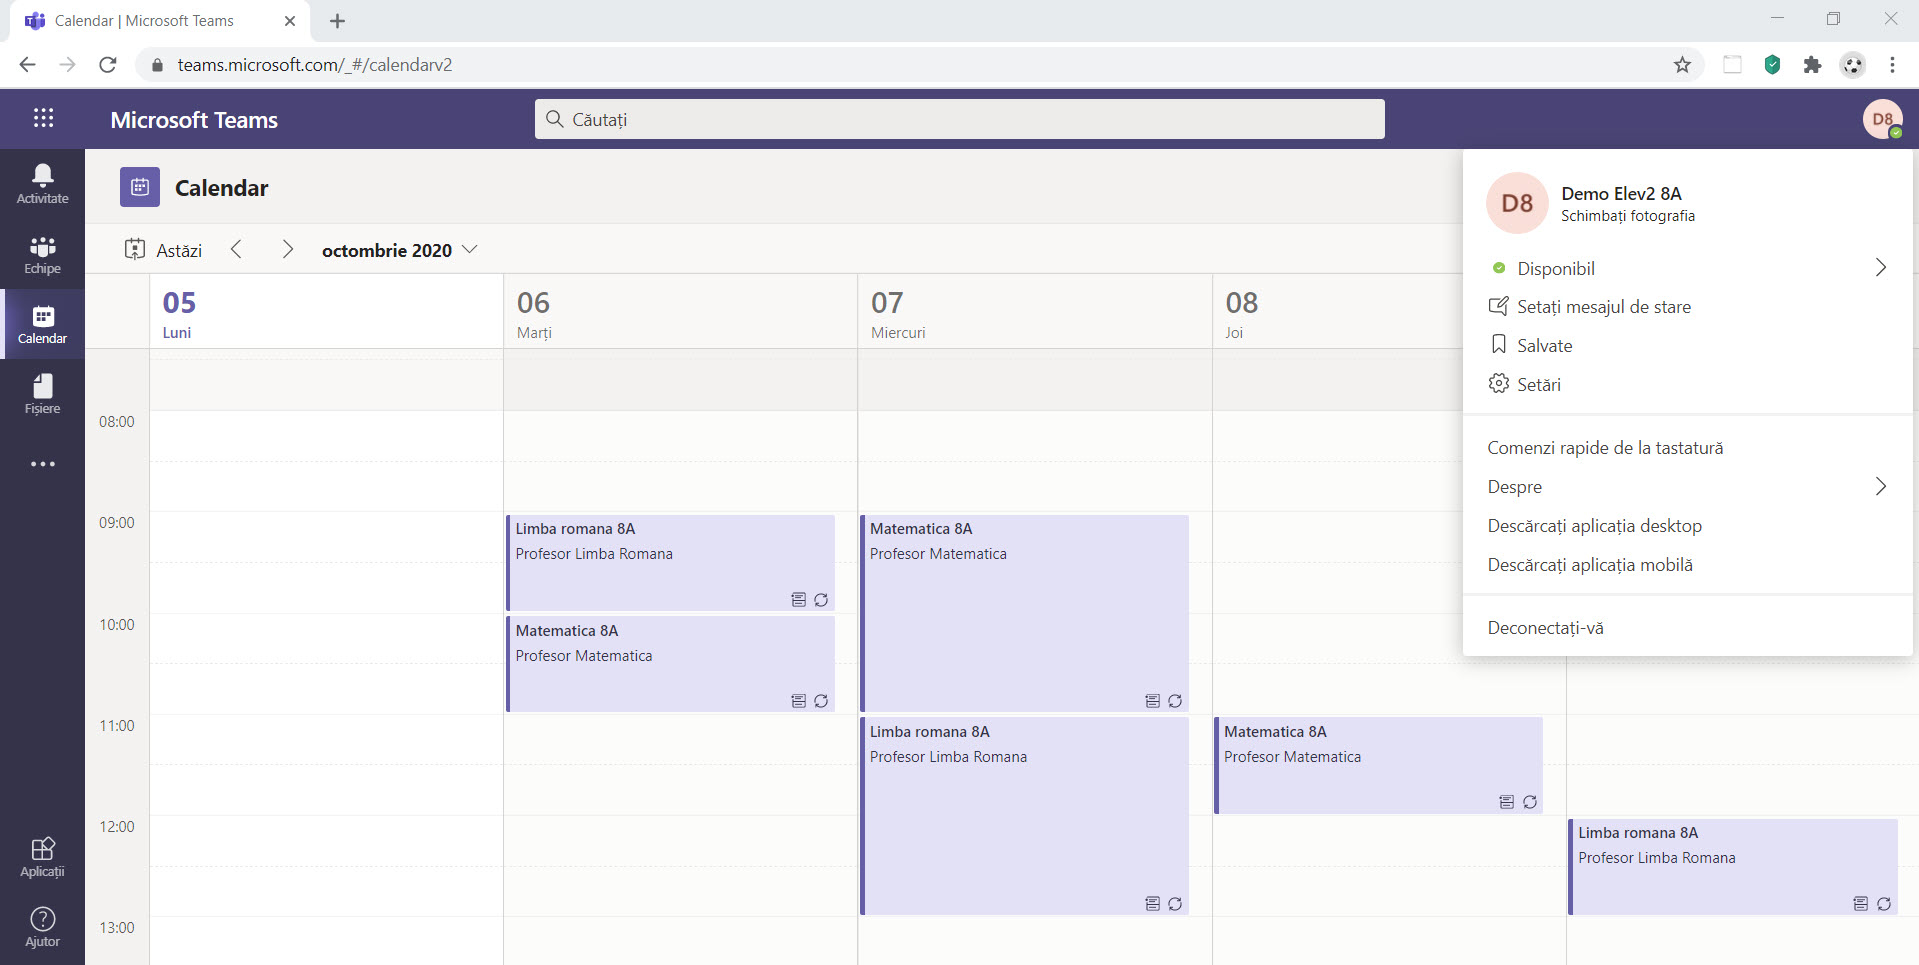 Calendar | Microsoft Teams
teams.microsoft.com/_#/calendarv2
Microsoft Teams
Căutați
D8
Activitate
Echipe
Calendar
Fișiere
Aplicații
Ajutor
Calendar
Astăzi
octombrie 2020
05
Luni
06
Marți
07
Miercuri
08
Joi
08:00
09:00
10:00
11:00
12:00
13:00
Limba romana 8A
Profesor Limba Romana
Matematica 8A
Profesor Matematica
Matematica 8A
Profesor Matematica
Limba romana 8A
Profesor Limba Romana
Matematica 8A
Profesor Matematica
Limba romana 8A
Profesor Limba Romana
D8
Demo Elev2 8A
Schimbați fotografia
Disponibil
Setați mesajul de stare
Salvate
Setări
Comenzi rapide de la tastatură
Despre
Descărcați aplicația desktop
Descărcați aplicația mobilă
Deconectați-vă